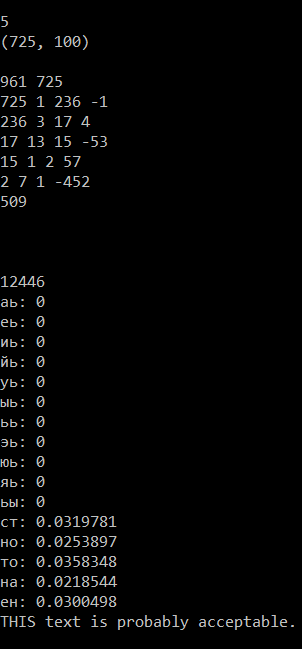 5
(725, 100)
961 725
725 1 236 -1
236 3 17 4
17 13 15 -53
15 1 2 57
2 7 1 -452
509
12446
аь: 0
еь: 0
иь: 0
йь: 0
уь: 0
ыь: 0
ьь: 0
эь: 0
юь: 0
яь: 0
ьы: 0
ст: 0.0319781
но: 0.0253897
то: 0.0358348
на: 0.0218544
ен: 0.0300498
THIS text is probably acceptable.